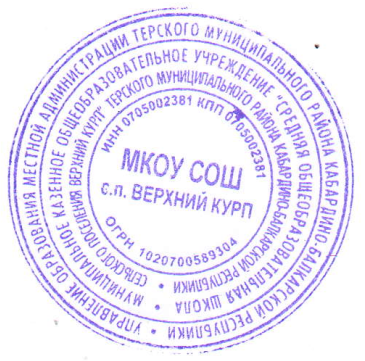 УПРАВЛЕНИЕ ОБРАЗОВАНИЯ МЕСТНОЙ АДМИНИСТРАЦИИ ТЕРСКОГО МУНИЦИПАЛЬНОГО РАЙОНА КАБАРДИНО-БАЛКАРСКОЙ РЕСПУБЛИКИ •
МУНИЦИПАЛЬНОЕ КАЗЕННОЕ ОБЩЕОБРАЗОВАТЕЛЬНОЕ УЧРЕЖДЕНИЕ "СРЕДНЯЯ ОБЩЕОБРАЗОВАТЕЛЬНАЯ ШКОЛА •
СЕЛЬСКОГО ПОСЕЛЕНИЯ ВЕРХНИЙ КУРП" ТЕРСКОГО МУНИЦИПАЛЬНОГО РАЙОНА КАБАРДИНО-БАЛКАРСКОЙ РЕСПУБЛИКИ •
ИНН 0705002381 КПП 0705002381
МКОУ СОШ
с.п. ВЕРХНИЙ КУРП
ОГРН 1020700589304